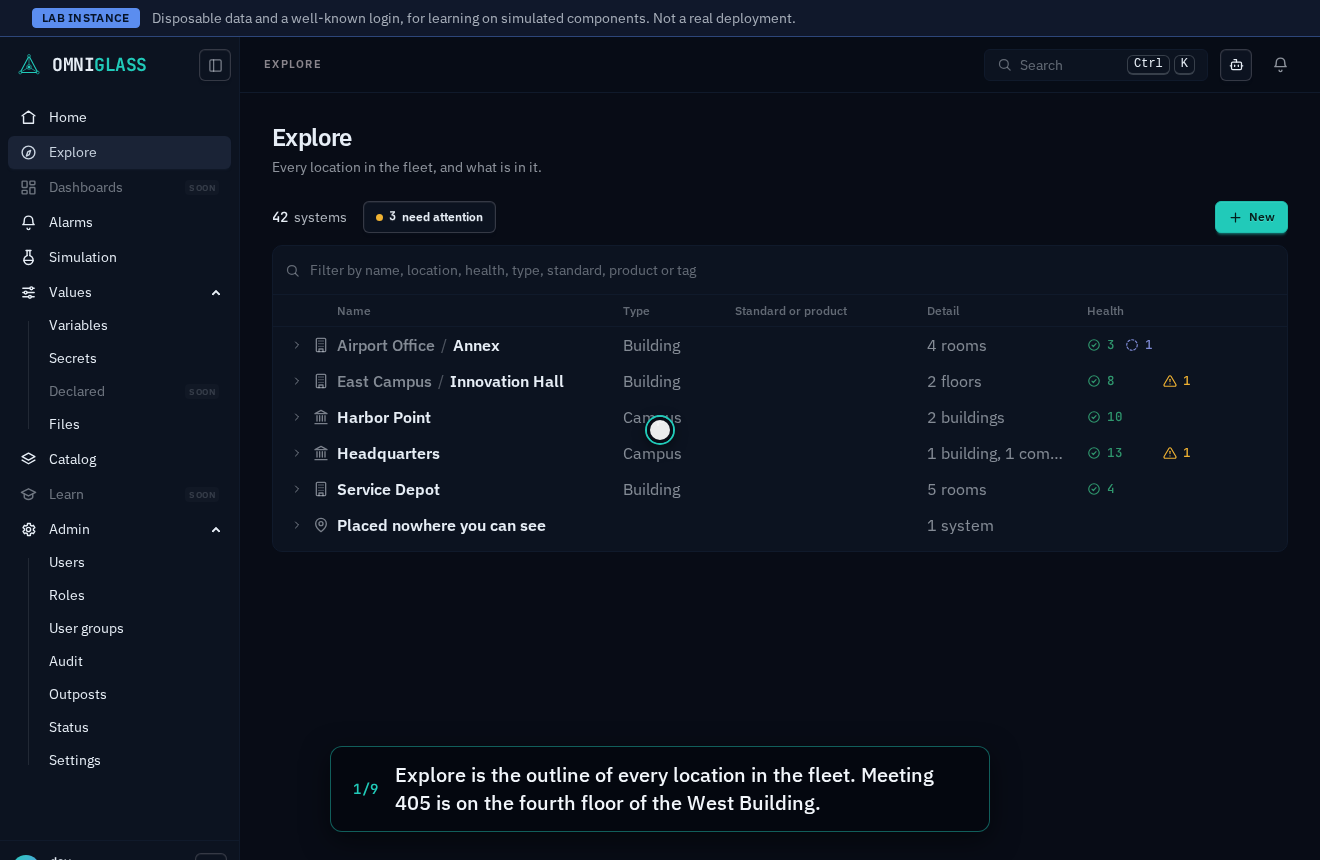 LAB INSTANCE Disposable data and a well-known login, for learning on simulated components. Not a real deployment.
OMNIGLASS
EXPLORE
Search Ctrl K
Home
Explore
Dashboards SOON
Alarms
Simulation
Values
Variables
Secrets
Declared SOON
Files
Catalog
Learn SOON
Admin
Users
Roles
User groups
Audit
Outposts
Status
Settings
Explore
Every location in the fleet, and what is in it.
42 systems 3 need attention
New
Filter by name, location, health, type, standard, product or tag
Name Type Standard or product Detail Health
Airport Office / Annex Building 4 rooms 3 1
East Campus / Innovation Hall Building 2 floors 8 1
Harbor Point Campus 2 buildings 10
Headquarters Campus 1 building, 1 com... 13 1
Service Depot Building 5 rooms 4
Placed nowhere you can see 1 system
1/9 Explore is the outline of every location in the fleet. Meeting
405 is on the fourth floor of the West Building.